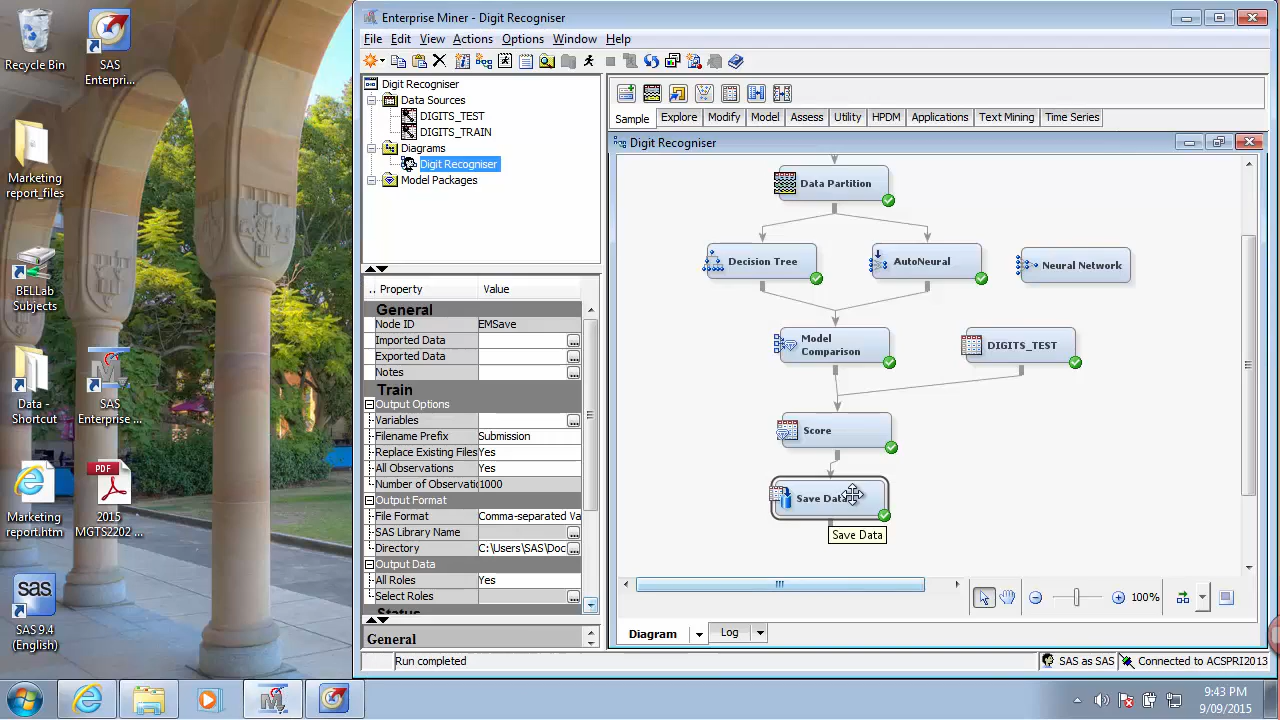 Recycle Bin
SAS
Enterpri...
Marketing
report_files
BELLab
Subjects
Data -
Shortcut
SAS
Enterprise ...
Marketing
report.htm
PDF
2015
MGTS2202 ...
sas
SAS 9.4
(English)
Enterprise Miner - Digit Recogniser
File Edit View Actions Options Window Help
Digit Recogniser
Data Sources
DIGITS_TEST
DIGITS_TRAIN
Diagrams
Digit Recogniser
Model Packages
.. Property Value
General
Node ID EMSave
Imported Data ...
Exported Data ...
Notes ...
Train
Output Options
Variables ...
Filename Prefix Submission
Replace Existing Files Yes
All Observations Yes
Number of Observati 1000
Output Format
File Format Comma-separated Va
SAS Library Name ...
Directory C:\Users\SAS\Doc ...
Output Data
All Roles Yes
Select Roles ...
Status
General
Sample Explore Modify Model Assess Utility HPDM Applications Text Mining Time Series
Digit Recogniser
Data Partition
Decision Tree
AutoNeural
Neural Network
Model
Comparison
DIGITS_TEST
Score
Save Data
Save Data
100%
Diagram Log
Run completed
SAS as SAS Connected to ACSPRI2013
9:43 PM
9/09/2015